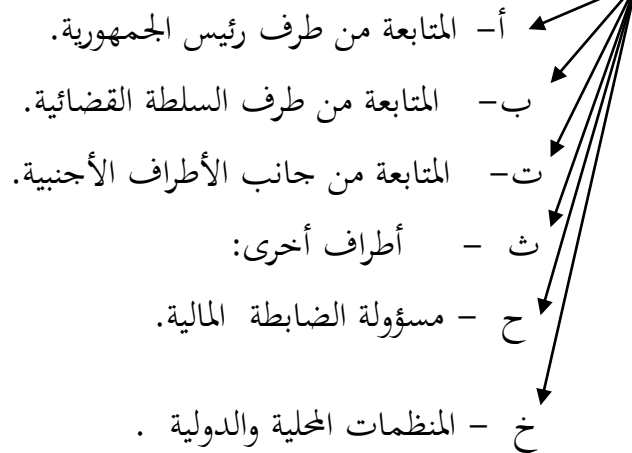 أ– المتابعة من طرف رئيس الجمهورية.
ب– المتابعة من طرف السلطة القضائية.
ت– المتابعة من جانب الأطراف الأجنبية.
ث – أطراف أخرى:
ح – مسؤولة الضابطة المالية.
خ – المنظمات المحلية والدولية .